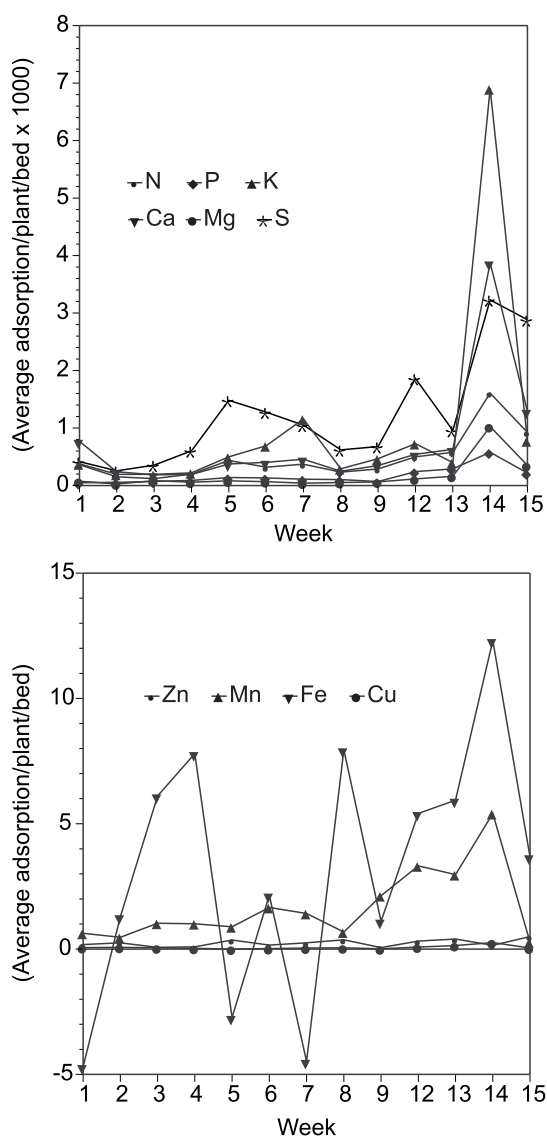 (Average adsorption/plant/bed x 1000)
8
7
6
5
4
3
2
1
0
N P K
Ca Mg S
1 2 3 4 5 6 7 8 9 12 13 14 15
Week
(Average adsorption/plant/bed)
15
10
5
0
-5
Zn Mn Fe Cu
1 2 3 4 5 6 7 8 9 12 13 14 15
Week